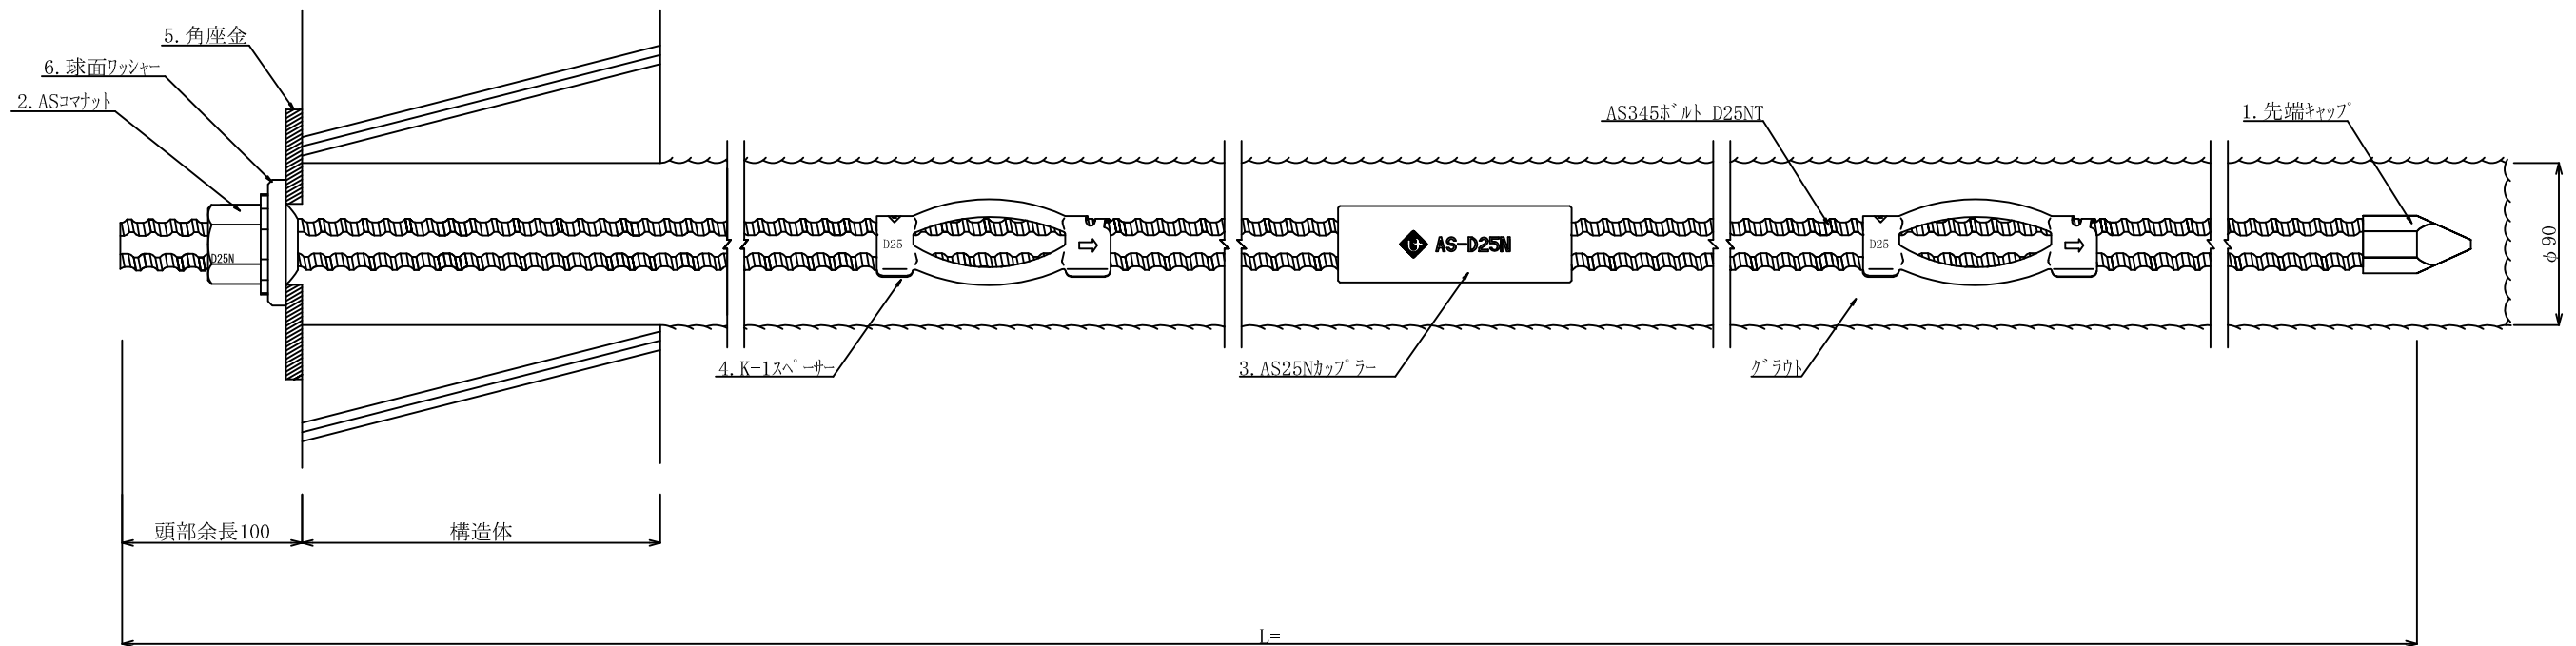 5. 角座金
6. 球面ﾜｯｼｬｰ
2. ASｺﾏﾅｯﾄ
AS345ﾎﾞﾙﾄ D25NT
1. 先端ｷｬｯﾌﾟ
D25N
D25
AS-D25N
D25
φ90
4. K-1ｽﾍﾟｰｻｰ
3. AS25Nｶｯﾌﾟﾗｰ
ｸﾞﾗｳﾄ
頭部余長100
構造体
L=